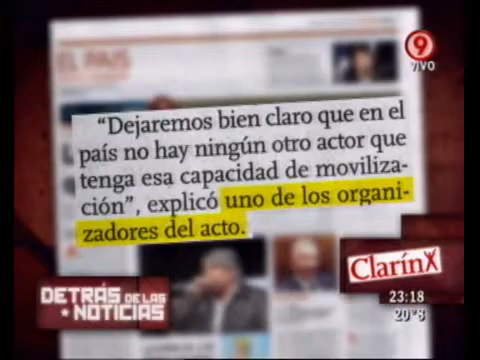 EL PAIS
9
VIVO
“Dejaremos bien claro que en el
país no hay ningún otro actor que
tenga esa capacidad de moviliza-
ción”, explicó uno de los organi-
zadores del acto.
ClarínX
DETRÁS DE LAS
NOTICIAS
23:18
20°8